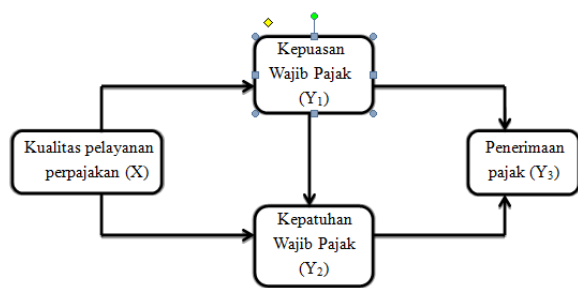 Kepuasan
Wajib Pajak
(Y₁)
Kualitas pelayanan
perpajakan (X)
Penerimaan
pajak (Y₃)
Kepatuhan
Wajib Pajak
(Y₂)